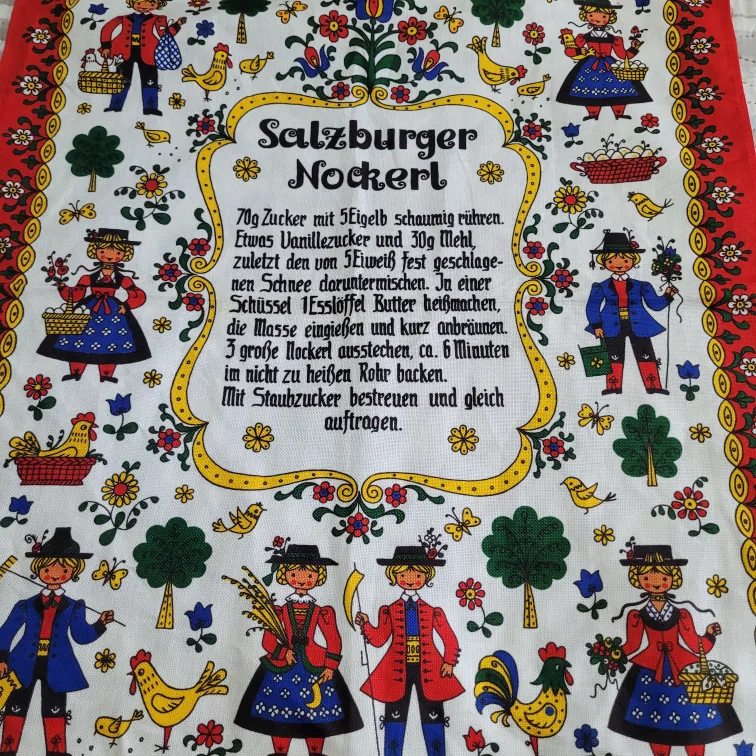 Salzburger
Nockerl
70g Zucker mit 5Eigelb schaumig rühren.
Etwas Vanillezucker und 30g Mehl,
zuletzt den von 5Eiweiß fest geschlage-
nen Schnee daruntermischen. In einer
Schüssel 1Esslöffel Butter heißmachen,
die Masse eingießen und kurz anbräunen.
3 große Nockerl ausstechen, ca. 6 Minuten
im nicht zu heißen Rohr backen.
Mit Staubzucker bestreuen und gleich
auftragen.